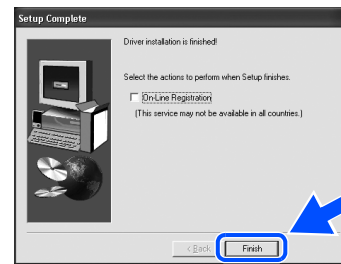 Setup Complete
Driver installation is finished!
Select the actions to perform when Setup finishes.
On-Line Registration
(This service may not be available in all countries.)
< Back
Finish